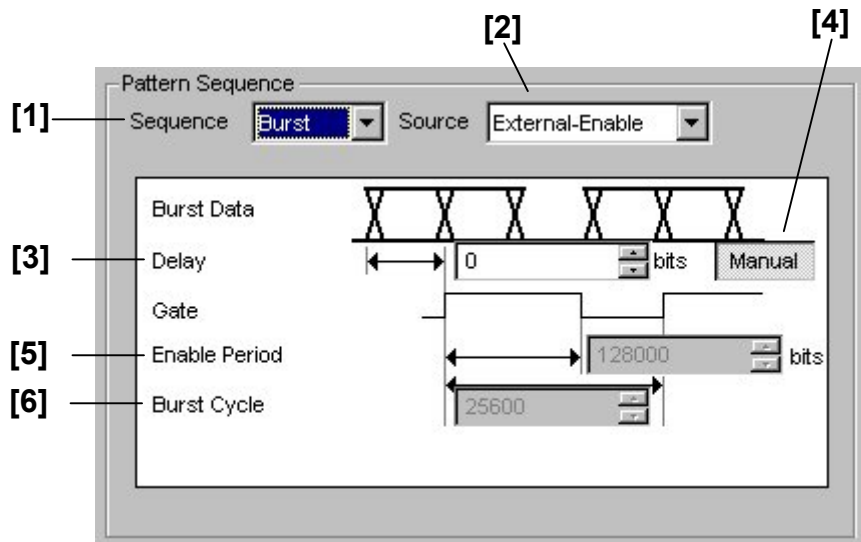 [2] [4]
Pattern Sequence
[1] Sequence Burst Source External-Enable
Burst Data
[3] Delay 0 bits Manual
Gate
[5] Enable Period 128000 bits
[6] Burst Cycle 25600